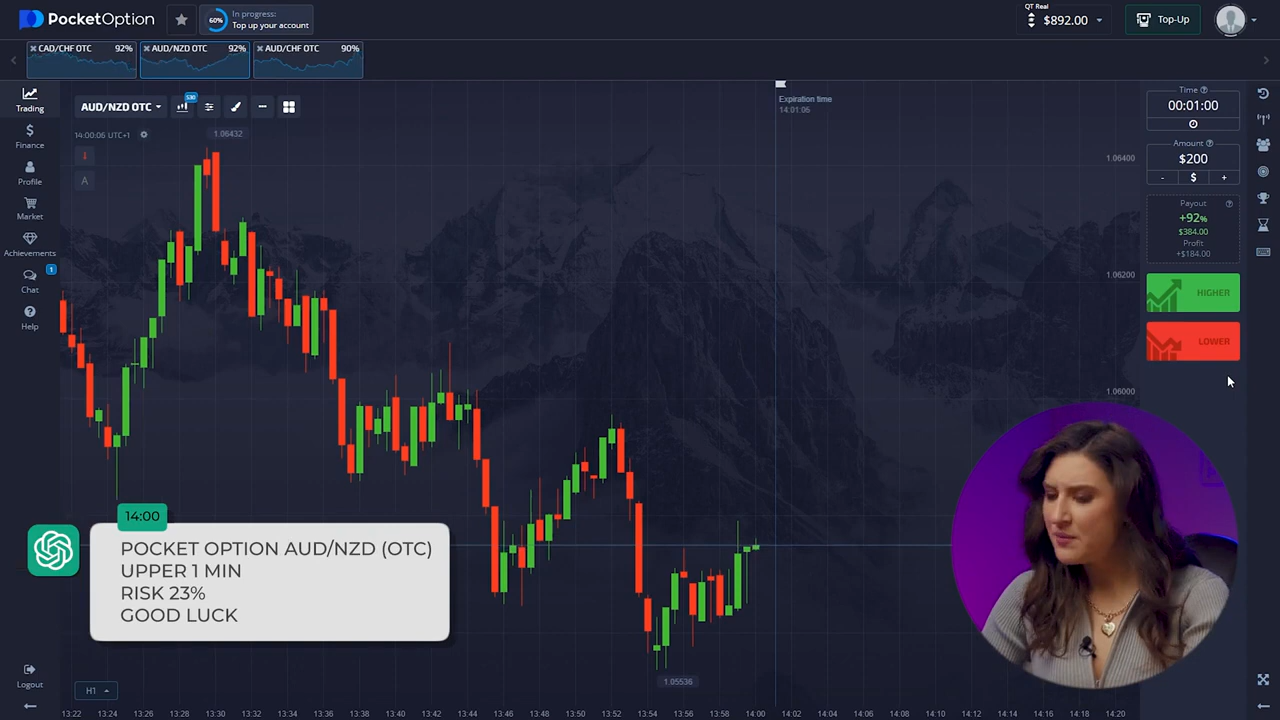 PocketOption
60%
In progress:
Top up your account
QT Real
$892.00
Top-Up
CAD/CHF OTC 92%
AUD/NZD OTC 92%
AUD/CHF OTC 90%
Trading
Finance
Profile
Market
Achievements
1
Chat
Help
Logout
AUD/NZD OTC
S30
14:00:06 UTC+1
A
1.06432
Expiration time
14:01:06
1.06400
1.06200
1.06000
1.05536
Time
00:01:00
Amount
$200
- $ +
Payout
+92%
$384.00
Profit
+$184.00
HIGHER
LOWER
14:00
POCKET OPTION AUD/NZD (OTC)
UPPER 1 MIN
RISK 23%
GOOD LUCK
H1
13:22 13:24 13:26 13:28 13:30 13:32 13:34 13:36 13:38 13:40 13:42 13:44 13:46 13:48 13:50 13:52 13:54 13:56 13:58 14:00 14:02 14:04 14:06 14:08 14:10 14:12 14:14 14:16 14:18 14:20